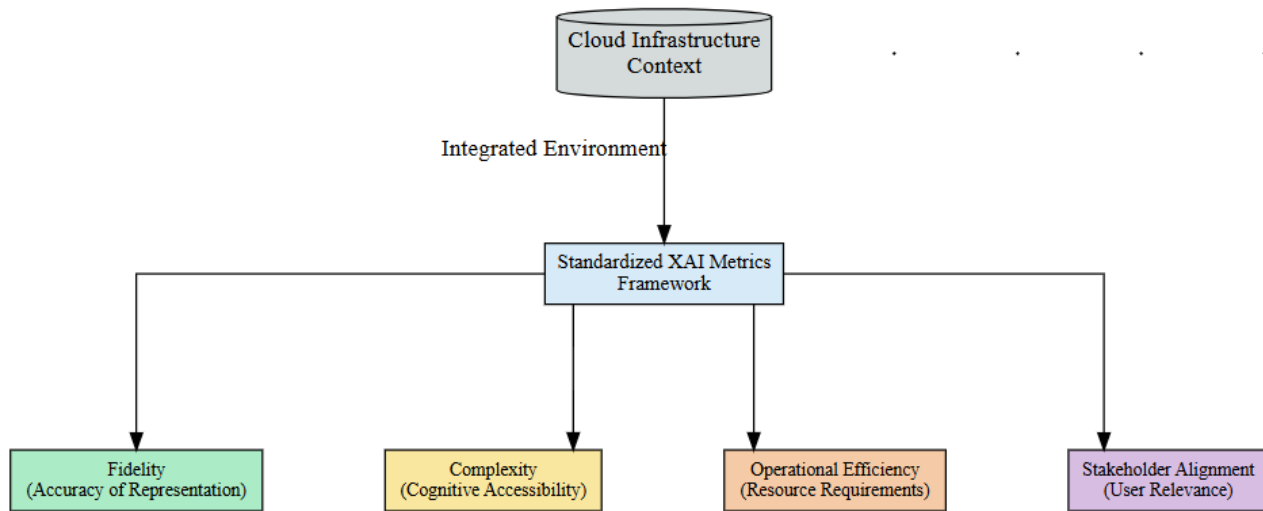 Cloud Infrastructure
Context
Integrated Environment
Standardized XAI Metrics
Framework
Fidelity
(Accuracy of Representation)
Complexity
(Cognitive Accessibility)
Operational Efficiency
(Resource Requirements)
Stakeholder Alignment
(User Relevance)